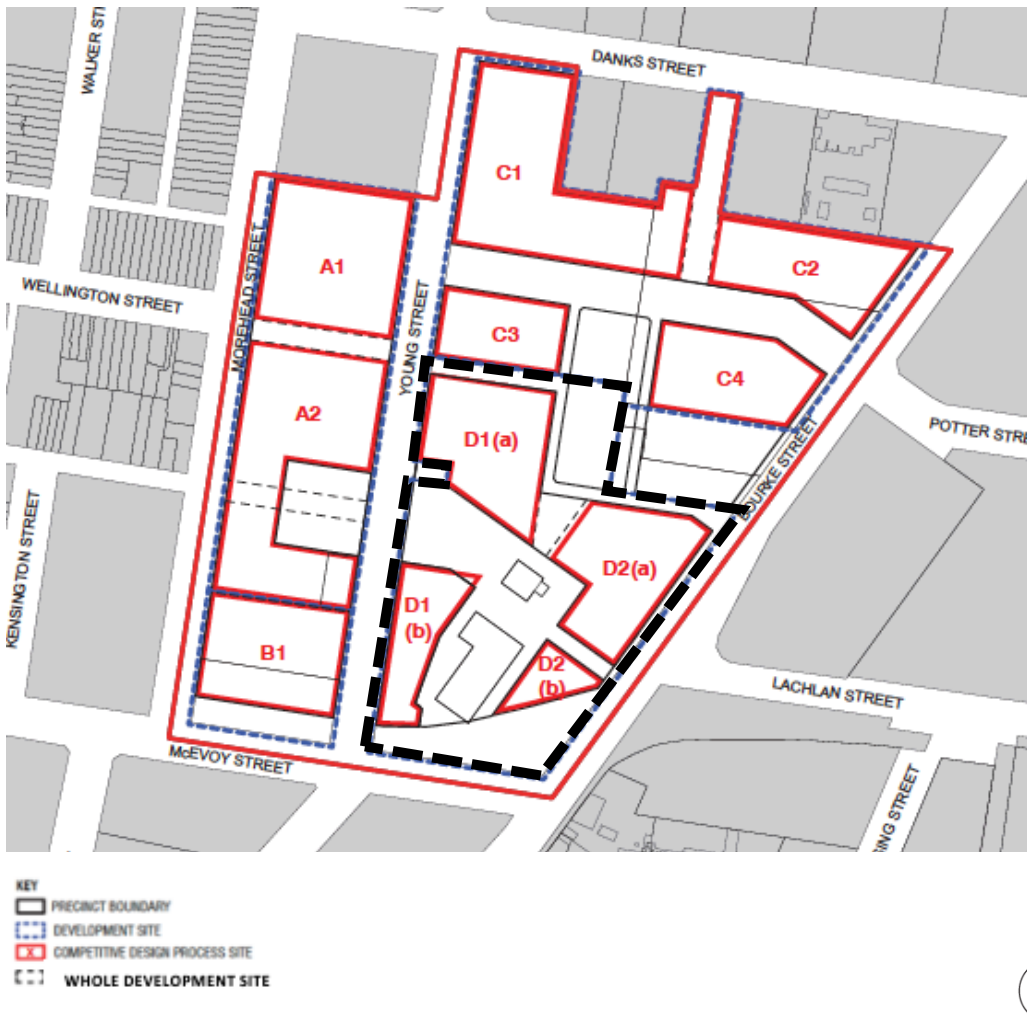 WALKER ST
DANKS STREET
C1
MOREHEAD STREET
A1
C2
WELLINGTON STREET
YOUNG STREET
C3
C4
A2
D1(a)
POTTER STRE
BOURKE STREET
KENSINGTON STREET
D2(a)
D1
(b)
B1
D2
(b)
LACHLAN STREET
McEVOY STREET
SING STREET
KEY
PRECINCT BOUNDARY
DEVELOPMENT SITE
X
COMPETITIVE DESIGN PROCESS SITE
WHOLE DEVELOPMENT SITE